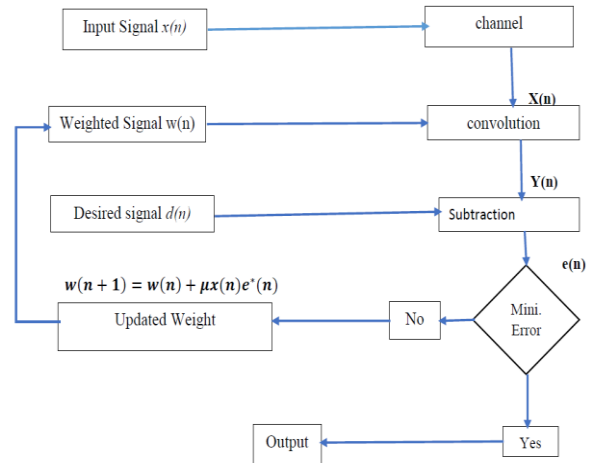 Input Signal x(n)
channel
X(n)
Weighted Signal w(n)
convolution
Y(n)
Desired signal d(n)
Subtraction
e(n)
w(n + 1) = w(n) + μx(n)e*(n)
Updated Weight
No
Mini.
Error
Output
Yes